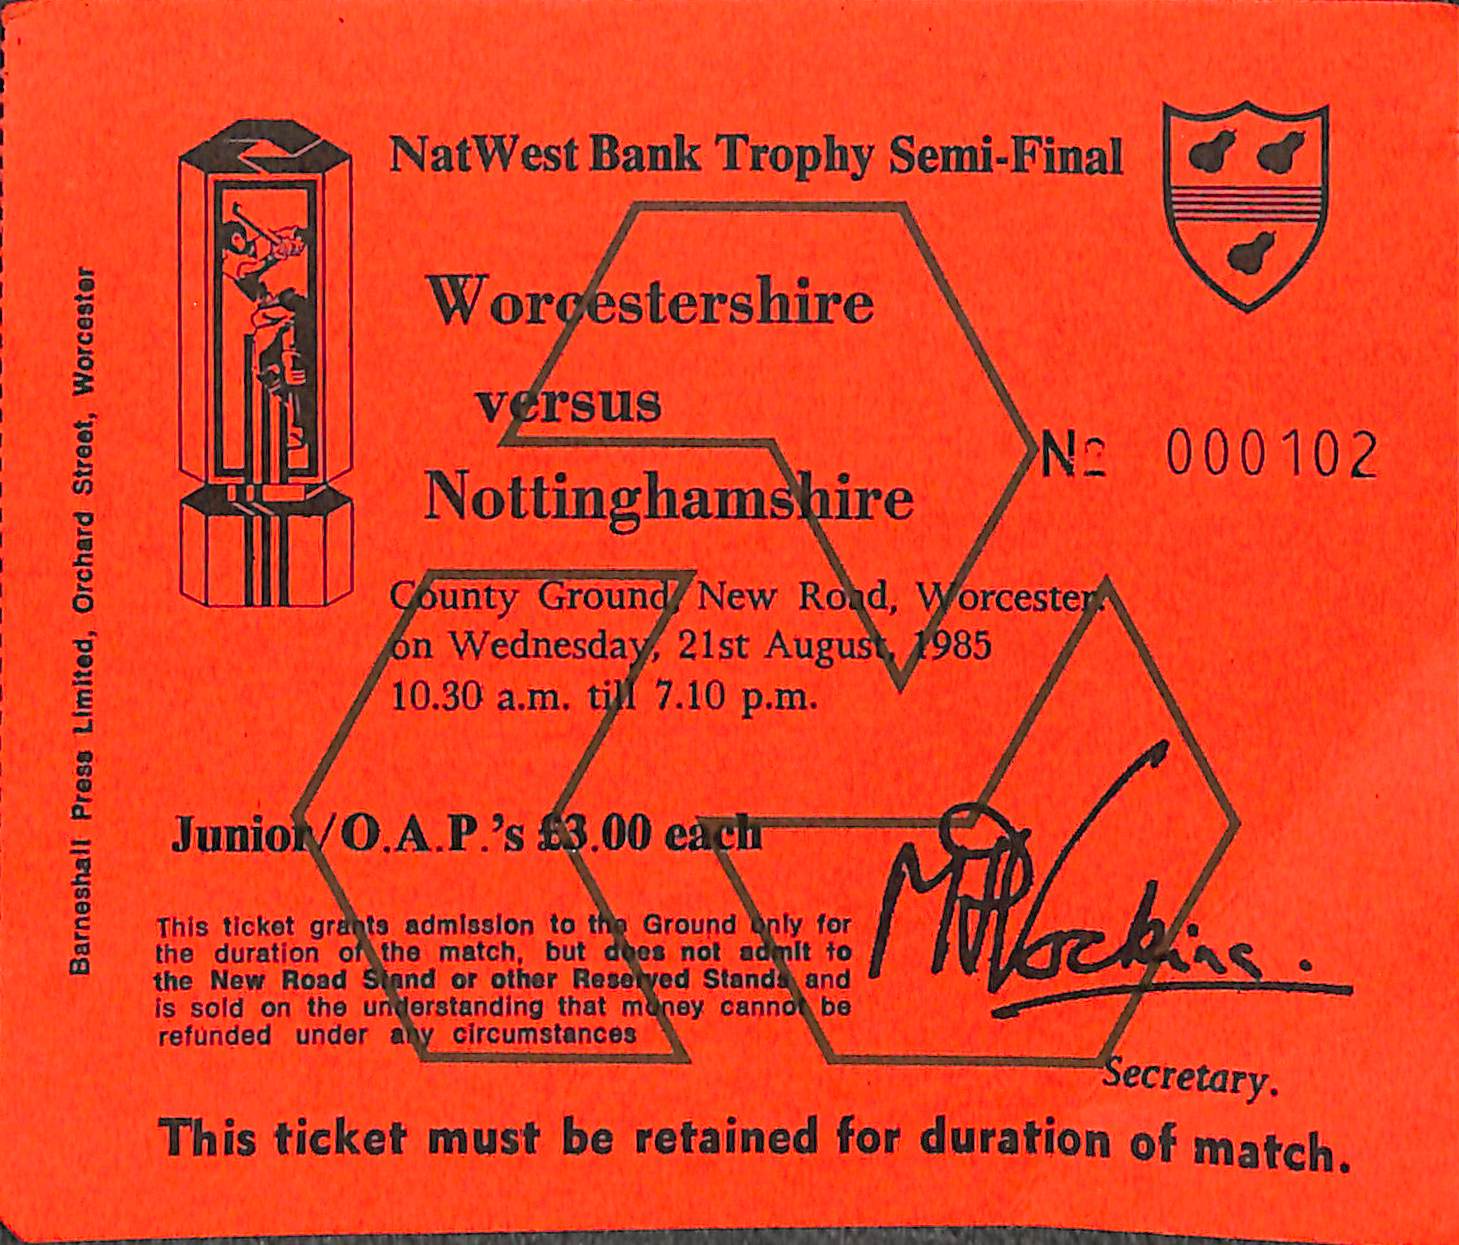 NatWest Bank Trophy Semi-Final
Worcestershire
versus
Nottinghamshire
№ 000102
County Ground, New Road, Worcester.
on Wednesday, 21st August, 1985
10.30 a.m. till 7.10 p.m.
Junior/O.A.P.'s £3.00 each
This ticket grants admission to the Ground only for
the duration of the match, but does not admit to
the New Road Stand or other Reserved Stands and
is sold on the understanding that money cannot be
refunded under any circumstances
Secretary.
This ticket must be retained for duration of match.
Barneshall Press Limited, Orchard Street, Worcester